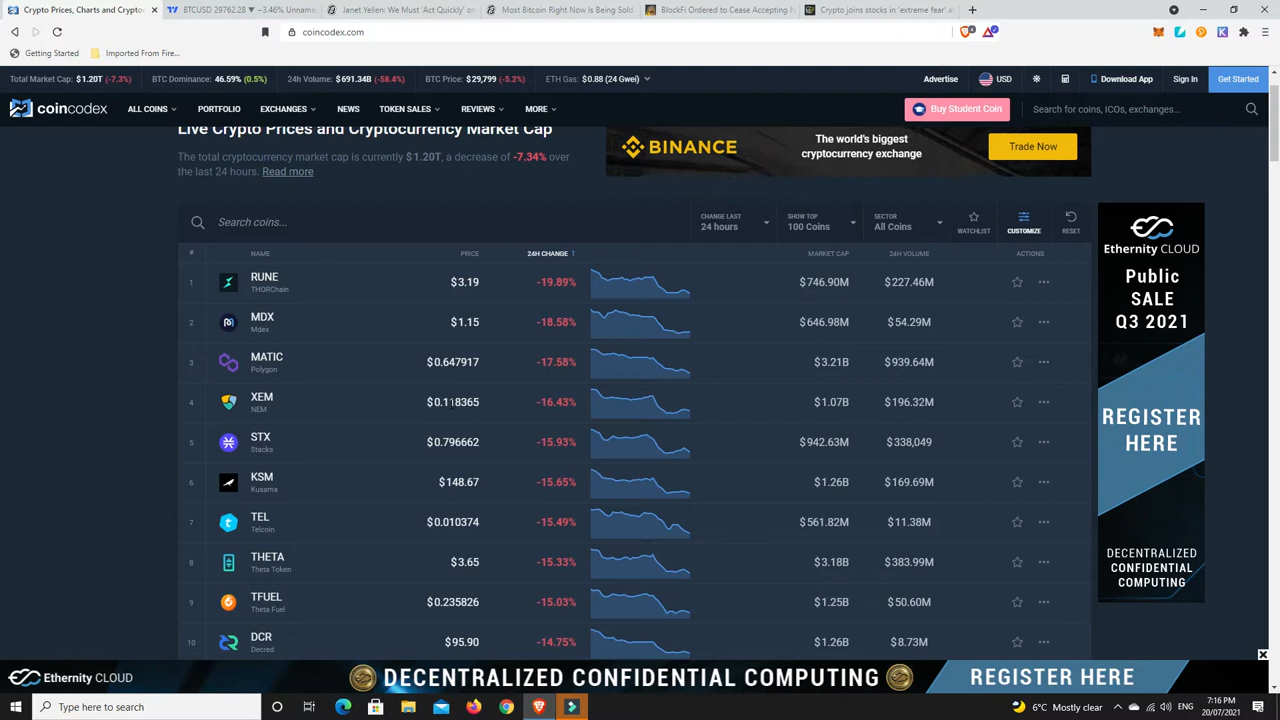 Crypto Prices, Charts and Cryptoc
BTCUSD 29762.28 ▼ −3.46% Unname
Janet Yellen: We Must 'Act Quickly' on
Most Bitcoin Right Now Is Being Sold
BlockFi Ordered to Cease Accepting N
Crypto joins stocks in 'extreme fear' at
coincodex.com
Getting Started
Imported From Fire...
Total Market Cap: $1.20T (-7.3%)
BTC Dominance: 46.59% (0.5%)
24h Volume: $691.34B (-58.4%)
BTC Price: $29,799 (-5.2%)
ETH Gas: $0.88 (24 Gwei)
Advertise
USD
Download App
Sign In
Get Started
coincodex
ALL COINS
PORTFOLIO
EXCHANGES
NEWS
TOKEN SALES
REVIEWS
MORE
Buy Student Coin
Search for coins, ICOs, exchanges...
Live Crypto Prices and Cryptocurrency Market Cap
The total cryptocurrency market cap is currently $1.20T, a decrease of -7.34% over
the last 24 hours. Read more
BINANCE
The world's biggest
cryptocurrency exchange
Trade Now
Search coins...
CHANGE LAST
24 hours
SHOW TOP
100 Coins
SECTOR
All Coins
WATCHLIST
CUSTOMIZE
RESET
# NAME PRICE 24H CHANGE ↑ MARKET CAP 24H VOLUME ACTIONS
1 RUNE $3.19 -19.89% $746.90M $227.46M
THORChain
2 MDX $1.15 -18.58% $646.98M $54.29M
Mdex
3 MATIC $0.647917 -17.58% $3.21B $939.64M
Polygon
4 XEM $0.118365 -16.43% $1.07B $196.32M
NEM
5 STX $0.796662 -15.93% $942.63M $338,049
Stacks
6 KSM $148.67 -15.65% $1.26B $169.69M
Kusama
7 TEL $0.010374 -15.49% $561.82M $11.38M
Telcoin
8 THETA $3.65 -15.33% $3.18B $383.99M
Theta Token
9 TFUEL $0.235826 -15.03% $1.25B $50.60M
Theta Fuel
10 DCR $95.90 -14.75% $1.26B $8.73M
Decred
Ethernity CLOUD
Public
SALE
Q3 2021
REGISTER
HERE
DECENTRALIZED
CONFIDENTIAL
COMPUTING
Ethernity CLOUD
DECENTRALIZED CONFIDENTIAL COMPUTING
REGISTER HERE
Type here to search
6°C Mostly clear
ENG
7:16 PM
20/07/2021